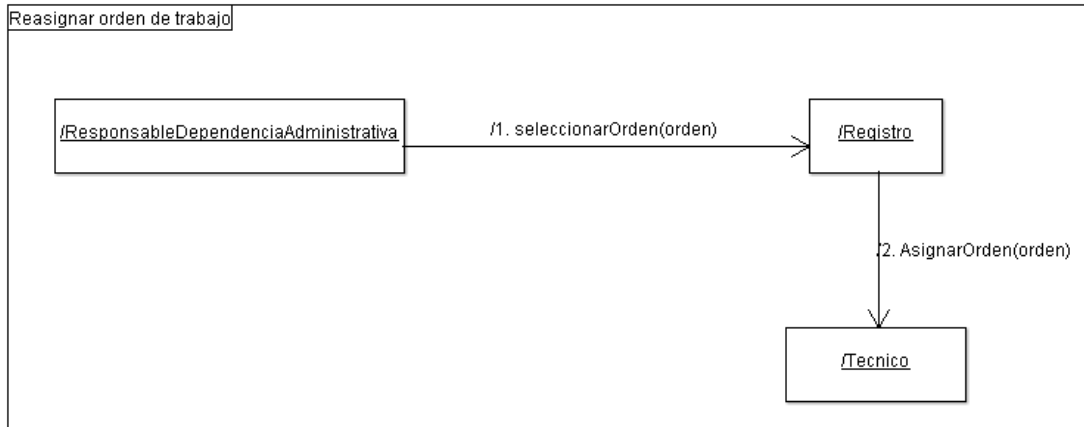 Reasignar orden de trabajo
/ResponsableDependenciaAdministrativa
/1. seleccionarOrden(orden)
/Registro
/2. AsignarOrden(orden)
/Tecnico